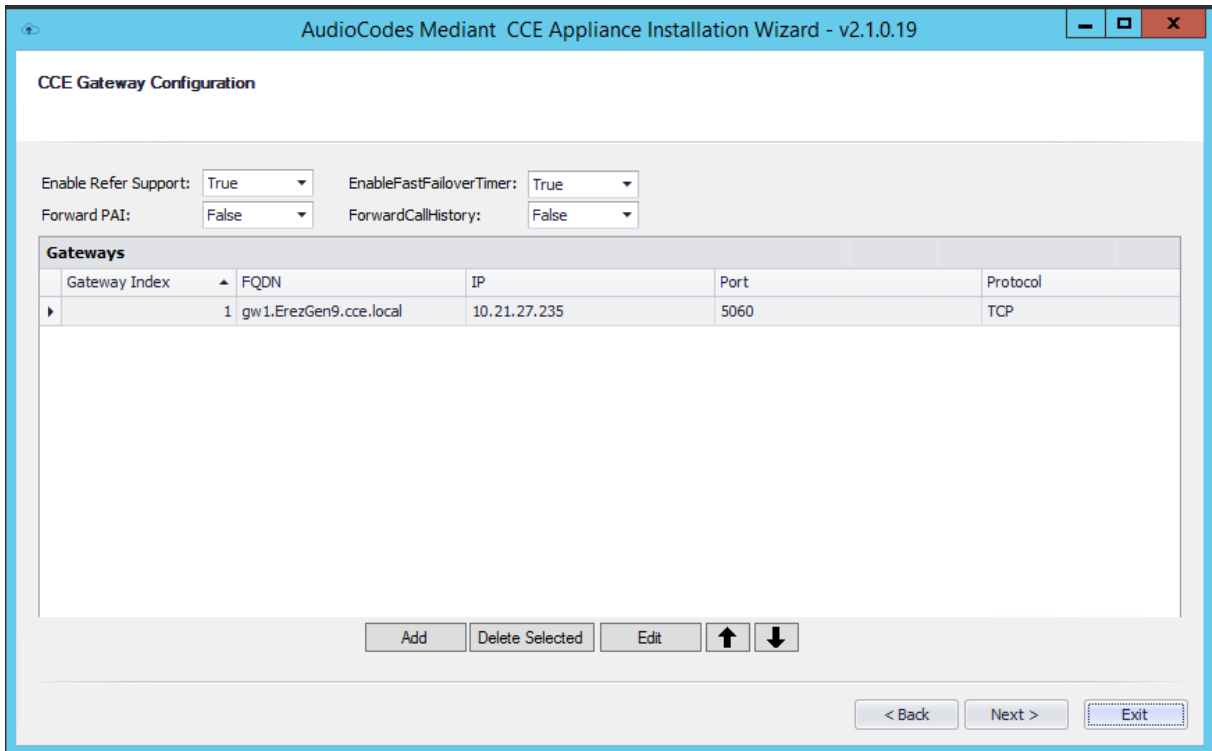 AudioCodes Mediant  CCE Appliance Installation Wizard - v2.1.0.19
CCE Gateway Configuration
Enable Refer Support: True EnableFastFailoverTimer: True
Forward PAI: False ForwardCallHistory: False
Gateways
Gateway Index FQDN IP Port Protocol
1 gw1.ErezGen9.cce.local 10.21.27.235 5060 TCP
Add Delete Selected Edit
< Back Next > Exit